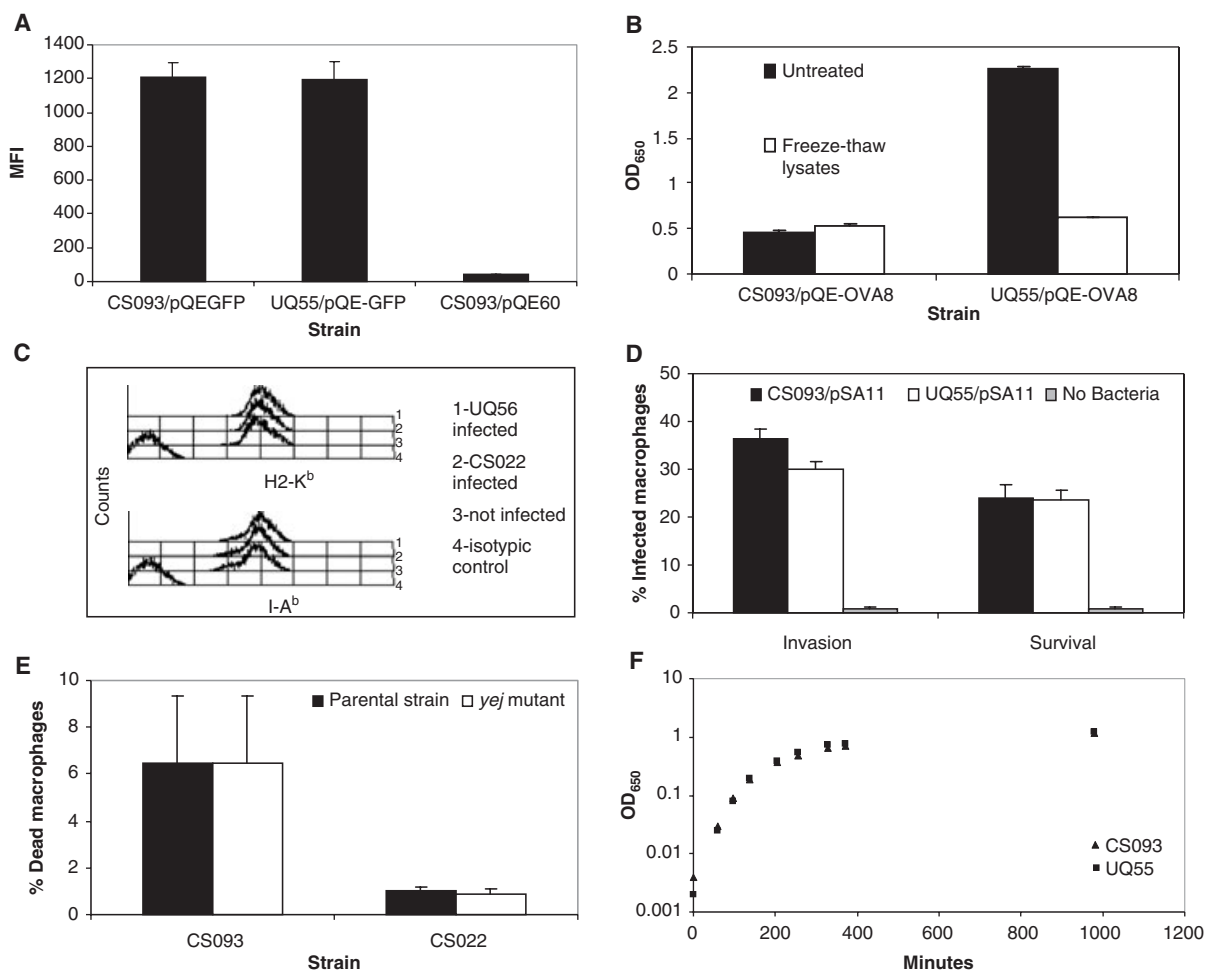 A
1400
1200
1000
800
600
400
200
0
MFI
CS093/pQEGFP
UQ55/pQE-GFP
CS093/pQE60
Strain
B
2.5
2
1.5
1
0.5
0
OD650
Untreated
Freeze-thaw
lysates
CS093/pQE-OVA8
UQ55/pQE-OVA8
Strain
C
Counts
1
2
3
4
H2-Kb
1
2
3
4
I-Ab
1-UQ56
infected
2-CS022
infected
3-not infected
4-isotypic
control
D
50
40
30
20
10
0
% Infected macrophages
CS093/pSA11
UQ55/pSA11
No Bacteria
Invasion
Survival
E
10
8
6
4
2
0
% Dead macrophages
Parental strain
yej mutant
CS093
CS022
Strain
F
10
1
0.1
0.01
0.001
OD650
CS093
UQ55
0
200
400
600
800
1000
1200
Minutes